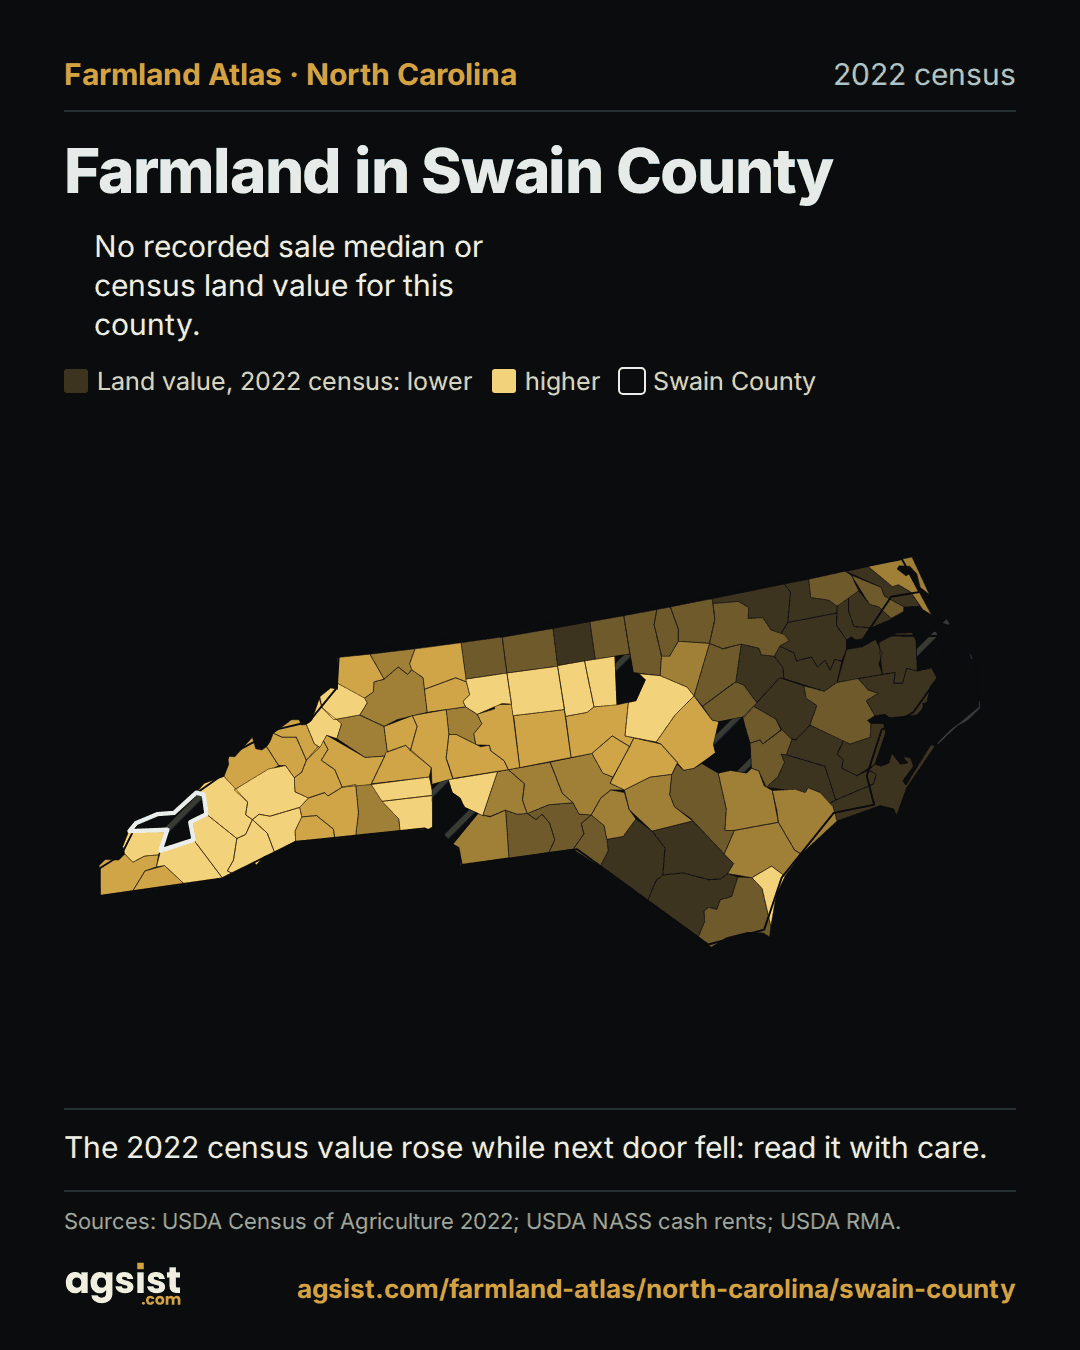 Farmland Atlas · North Carolina
2022 census
Farmland in Swain County
No recorded sale median or
census land value for this
county.
Land value, 2022 census: lower
higher
Swain County
The 2022 census value rose while next door fell: read it with care.
Sources: USDA Census of Agriculture 2022; USDA NASS cash rents; USDA RMA.
agsist
.com
agsist.com/farmland-atlas/north-carolina/swain-county